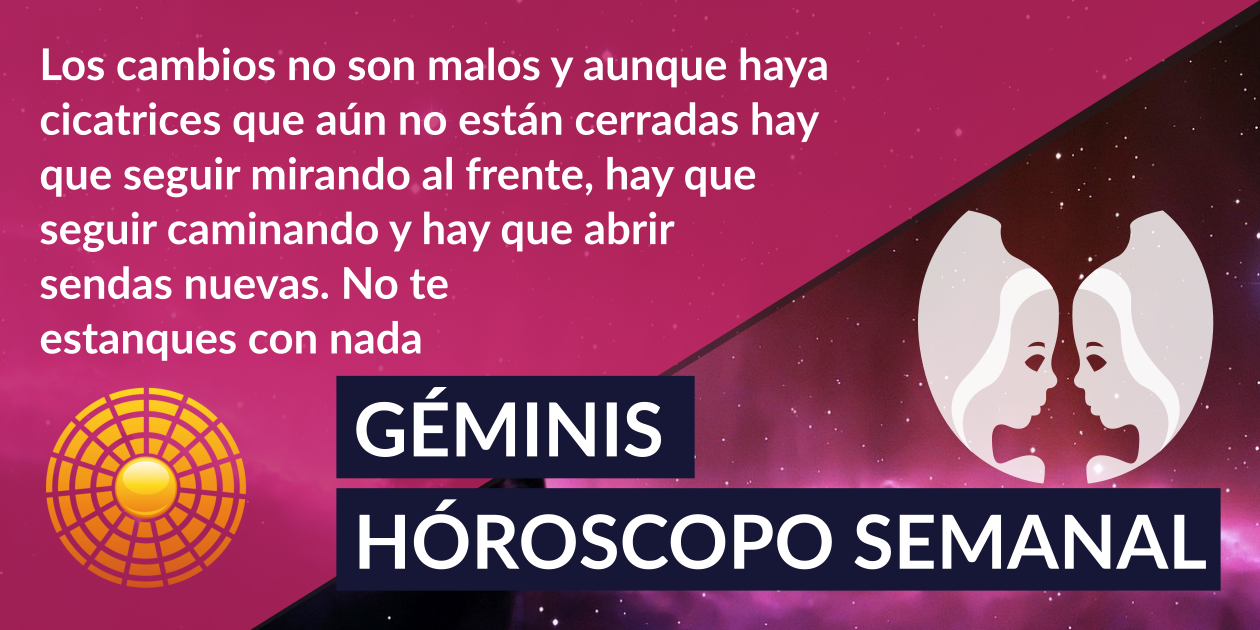 Los cambios no son malos y aunque haya
cicatrices que aún no están cerradas hay
que seguir mirando al frente, hay que
seguir caminando y hay que abrir
sendas nuevas. No te
estanques con nada
GÉMINIS
HÓROSCOPO SEMANAL